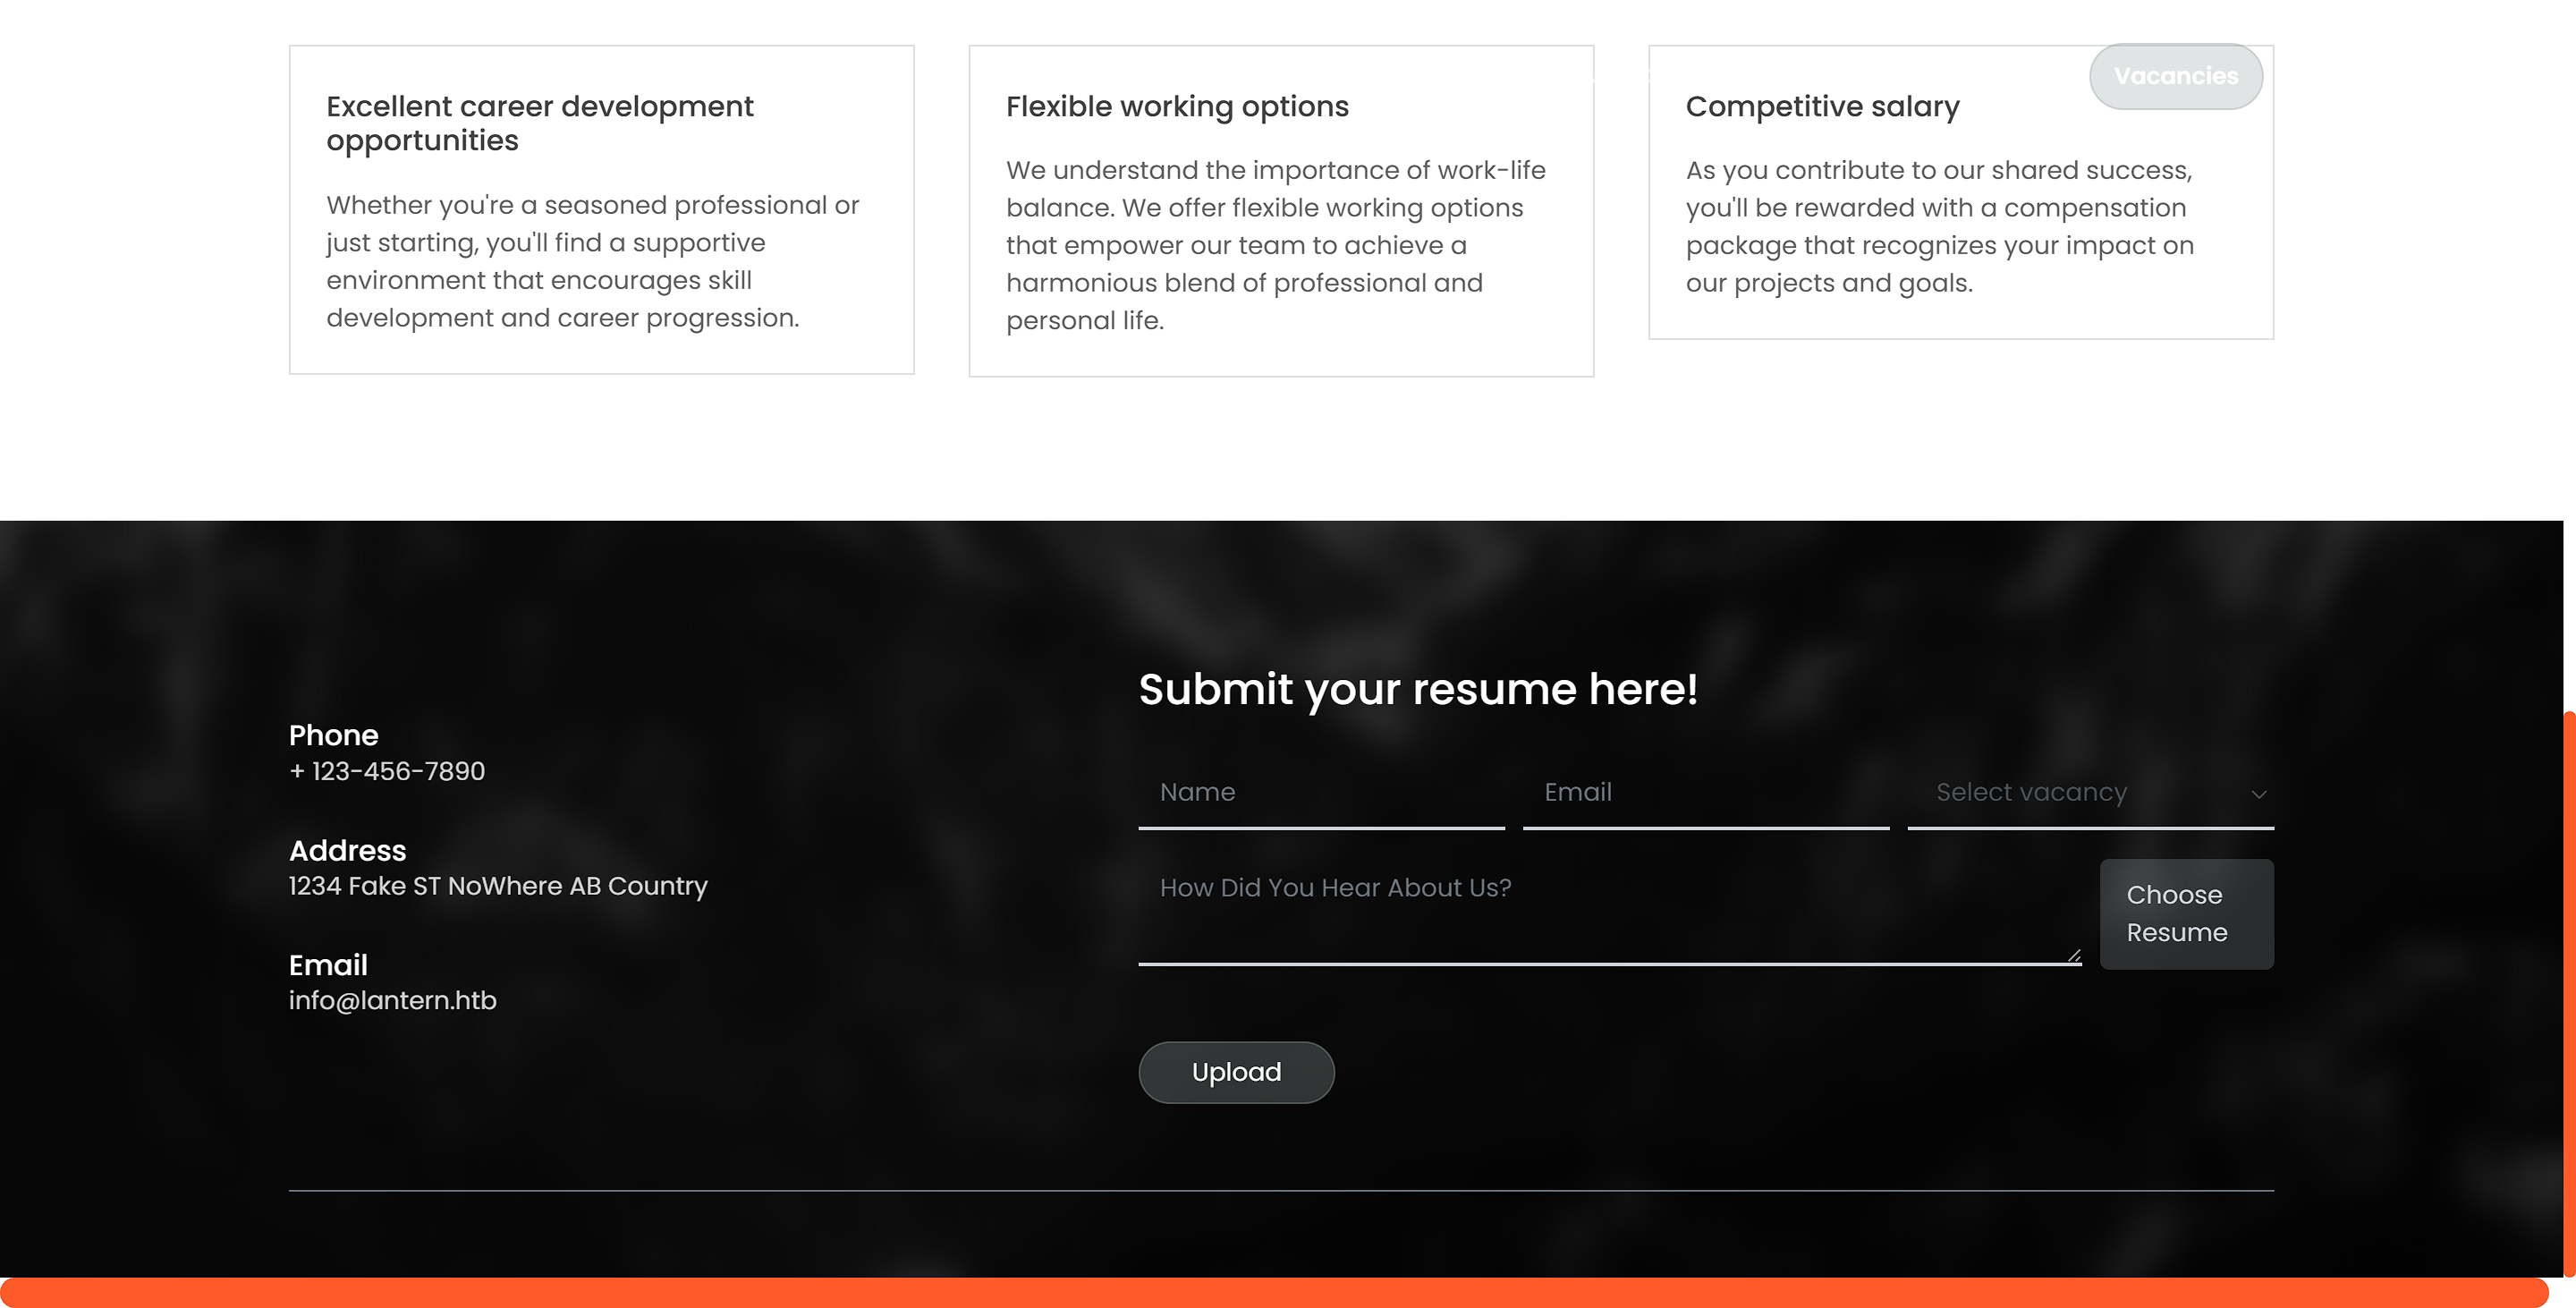 Vacancies
Excellent career development
opportunities
Whether you're a seasoned professional or
just starting, you'll find a supportive
environment that encourages skill
development and career progression.
Flexible working options
We understand the importance of work-life
balance. We offer flexible working options
that empower our team to achieve a
harmonious blend of professional and
personal life.
Competitive salary
As you contribute to our shared success,
you'll be rewarded with a compensation
package that recognizes your impact on
our projects and goals.
Phone
+ 123-456-7890
Address
1234 Fake ST NoWhere AB Country
Email
info@lantern.htb
Submit your resume here!
Name
Email
Select vacancy
How Did You Hear About Us?
Choose
Resume
Upload